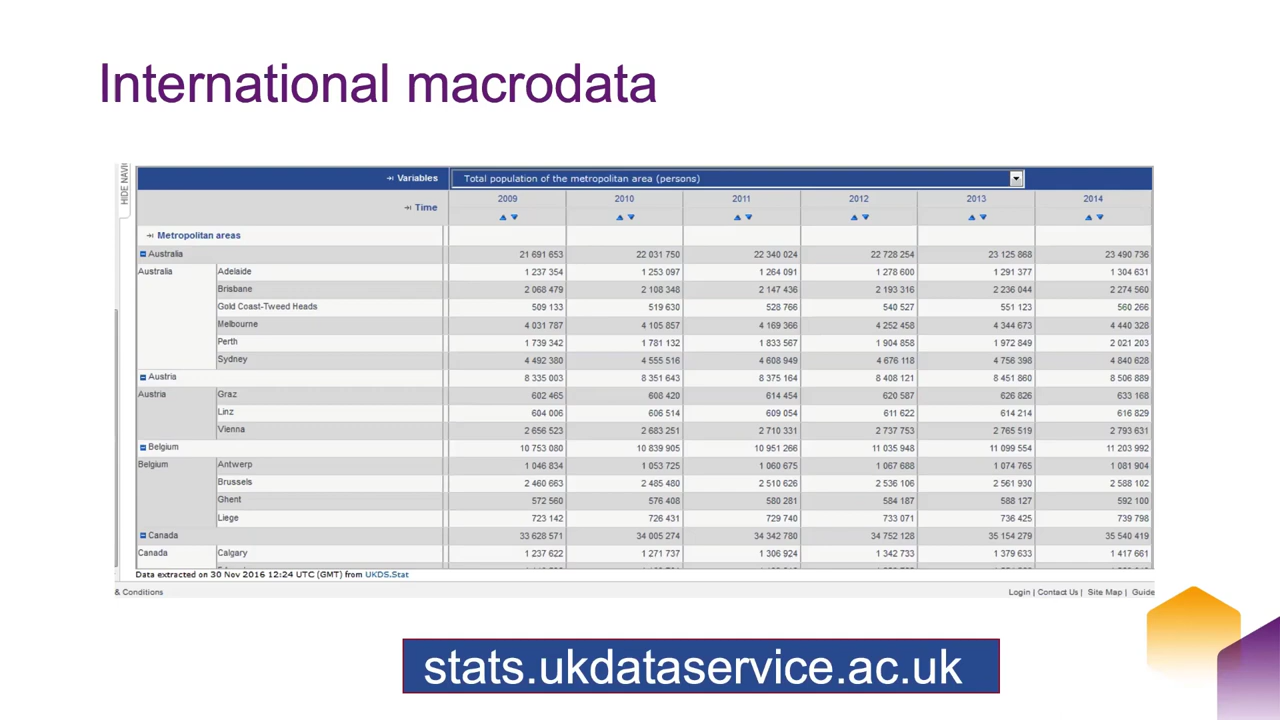 International macrodata
HIDE NAVI
Variables Total population of the metropolitan area (persons)
Time 2009 2010 2011 2012 2013 2014
Metropolitan areas
Australia 21 691 653 22 031 750 22 340 024 22 728 254 23 125 868 23 490 736
Australia Adelaide 1 237 354 1 253 097 1 264 091 1 278 600 1 291 377 1 304 631
Brisbane 2 068 479 2 108 348 2 147 436 2 193 316 2 236 044 2 274 560
Gold Coast-Tweed Heads 509 133 519 630 528 766 540 527 551 123 560 266
Melbourne 4 031 787 4 105 857 4 169 366 4 252 458 4 344 673 4 440 328
Perth 1 739 342 1 781 132 1 833 567 1 904 858 1 972 849 2 021 203
Sydney 4 492 380 4 555 516 4 608 949 4 676 118 4 756 398 4 840 628
Austria 8 335 003 8 351 643 8 375 164 8 408 121 8 451 860 8 506 889
Austria Graz 602 465 608 420 614 454 620 587 626 826 633 168
Linz 604 006 606 514 609 054 611 622 614 214 616 829
Vienna 2 656 523 2 683 251 2 710 331 2 737 753 2 765 519 2 793 631
Belgium 10 753 080 10 839 905 10 951 266 11 035 948 11 099 554 11 203 992
Belgium Antwerp 1 046 834 1 053 725 1 060 675 1 067 688 1 074 765 1 081 904
Brussels 2 460 663 2 485 480 2 510 626 2 536 106 2 561 930 2 588 102
Ghent 572 560 576 408 580 281 584 187 588 127 592 100
Liege 723 142 726 431 729 740 733 071 736 425 739 798
Canada 33 628 571 34 005 274 34 342 780 34 752 128 35 154 279 35 540 419
Canada Calgary 1 237 622 1 271 737 1 306 924 1 342 733 1 379 633 1 417 661
Data extracted on 30 Nov 2016 12:24 UTC (GMT) from UKDS.Stat
& Conditions Login | Contact Us | Site Map | Guide
stats.ukdataservice.ac.uk